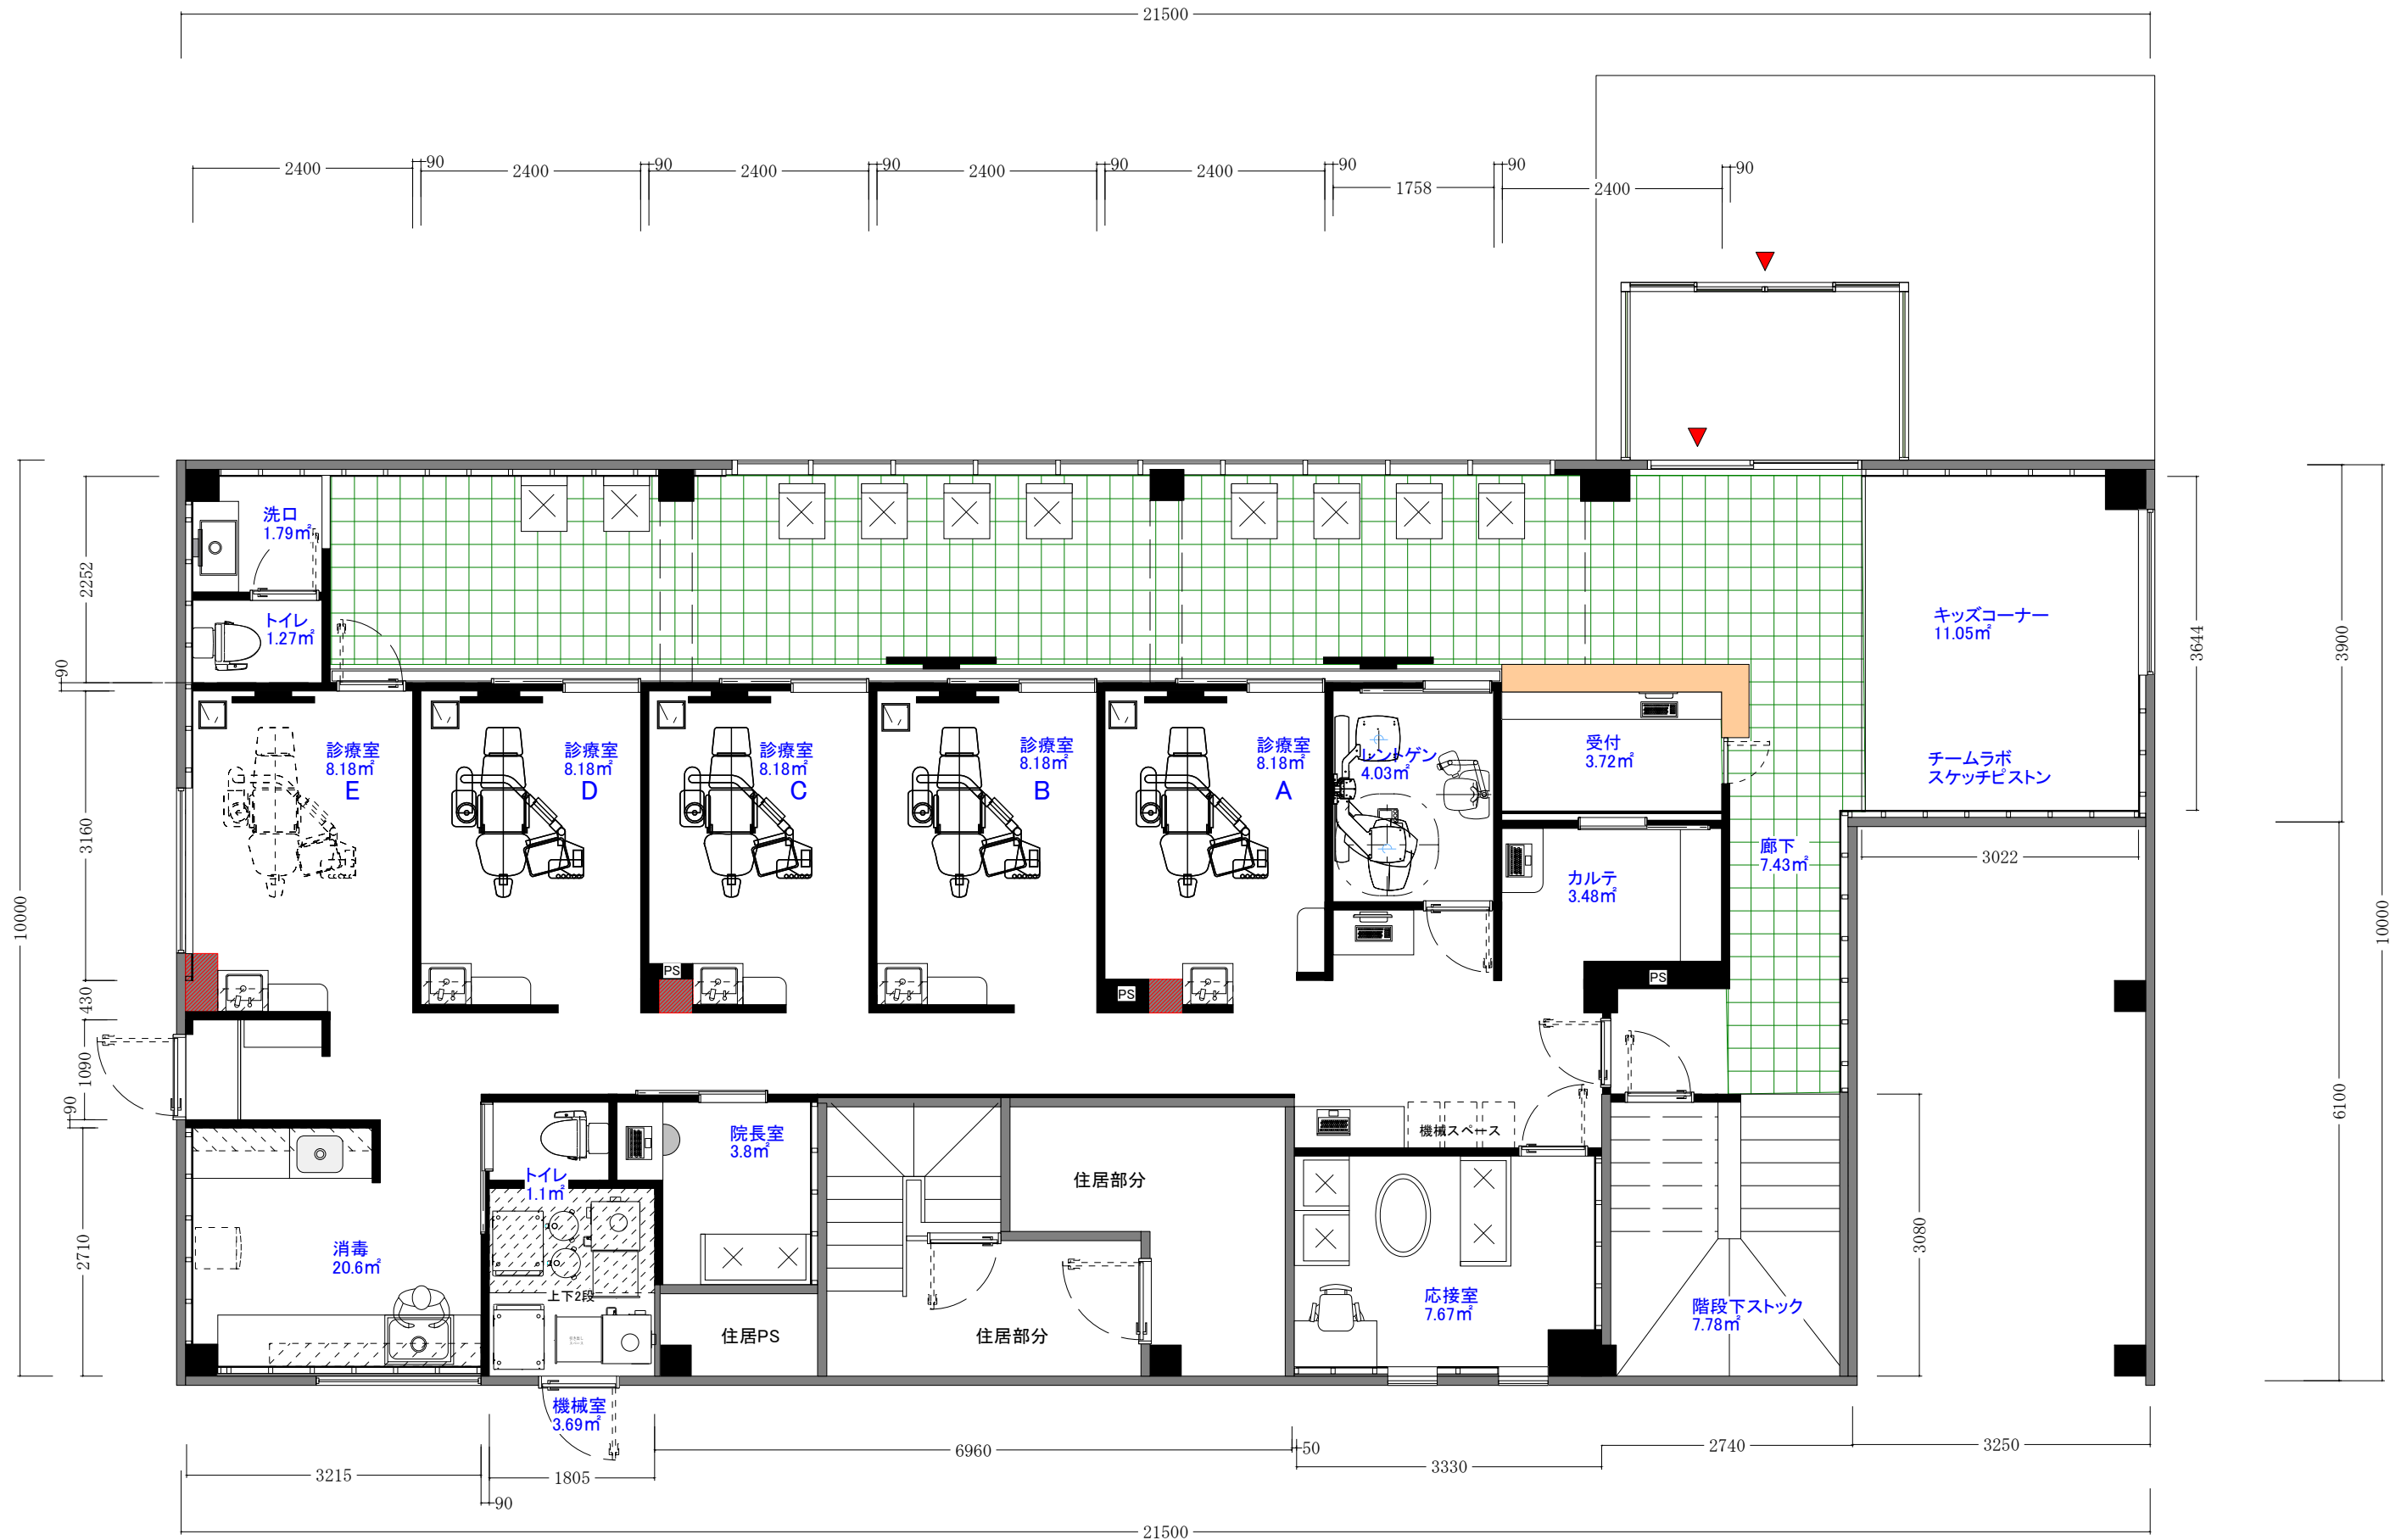 21500
2400
90
2400
90
2400
90
2400
90
2400
90
1758
90
2400
90
洗口
1.79㎡
トイレ
1.27㎡
キッズコーナー
11.05㎡
チームラボ
スケッチピストン
診療室
8.18㎡
E
診療室
8.18㎡
D
診療室
8.18㎡
C
診療室
8.18㎡
B
診療室
8.18㎡
A
レントゲン
4.03㎡
受付
3.72㎡
カルテ
3.48㎡
廊下
7.43㎡
3022
PS
PS
PS
10000
2252
90
3160
430
1090
90
2710
3644
3900
10000
6100
3080
院長室
3.8㎡
トイレ
1.1㎡
住居部分
機械スペース
消毒
20.6㎡
上下2段
住居PS
住居部分
応接室
7.67㎡
階段下ストック
7.78㎡
機械室
3.69㎡
3215
90
1805
6960
50
3330
2740
3250
21500